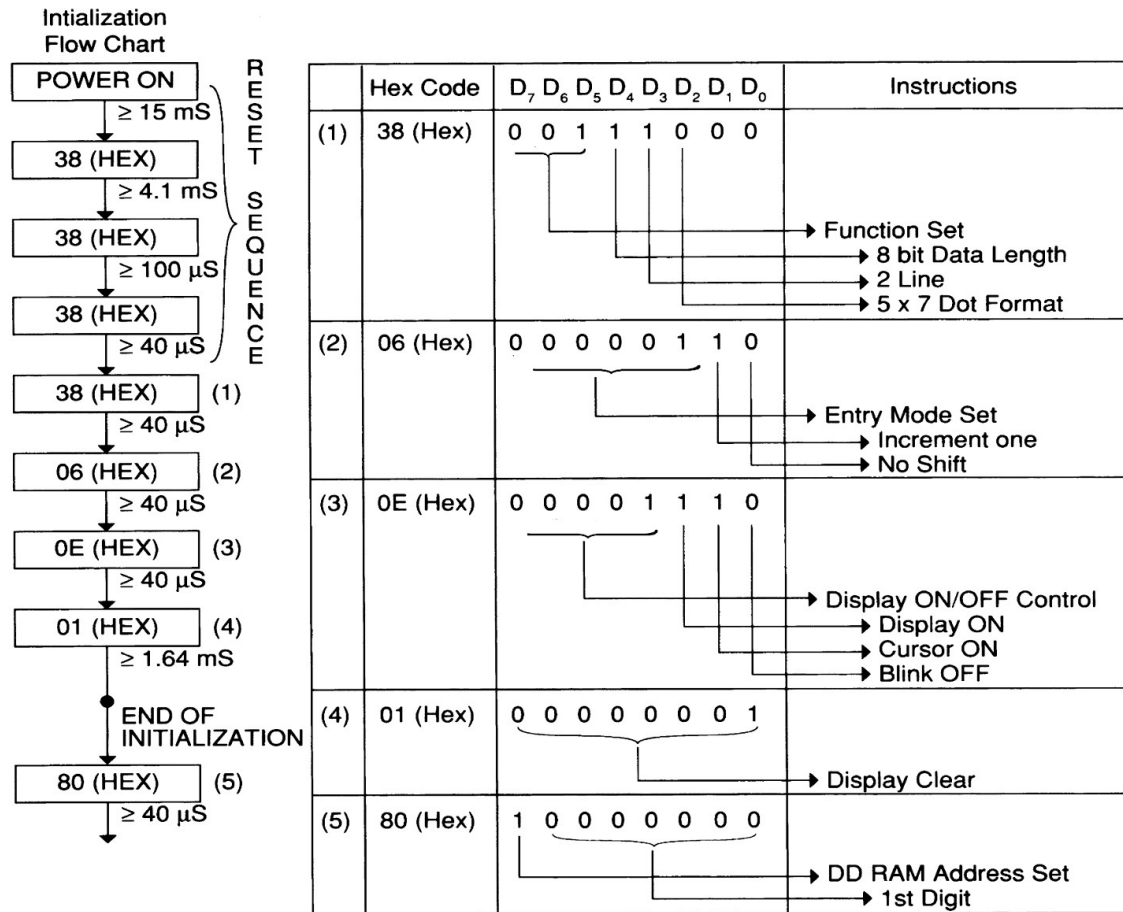 Intialization
Flow Chart
POWER ON
≥ 15 mS
38 (HEX)
≥ 4.1 mS
38 (HEX)
≥ 100 µS
38 (HEX)
≥ 40 µS
38 (HEX) (1)
≥ 40 µS
06 (HEX) (2)
≥ 40 µS
0E (HEX) (3)
≥ 40 µS
01 (HEX) (4)
≥ 1.64 mS
END OF
INITIALIZATION
80 (HEX) (5)
≥ 40 µS
RESET SEQUENCE
Hex Code D7 D6 D5 D4 D3 D2 D1 D0 Instructions
(1) 38 (Hex) 0 0 1 1 1 0 0 0
Function Set
8 bit Data Length
2 Line
5 x 7 Dot Format
(2) 06 (Hex) 0 0 0 0 0 1 1 0
Entry Mode Set
Increment one
No Shift
(3) 0E (Hex) 0 0 0 0 1 1 1 0
Display ON/OFF Control
Display ON
Cursor ON
Blink OFF
(4) 01 (Hex) 0 0 0 0 0 0 0 1
Display Clear
(5) 80 (Hex) 1 0 0 0 0 0 0 0
DD RAM Address Set
1st Digit